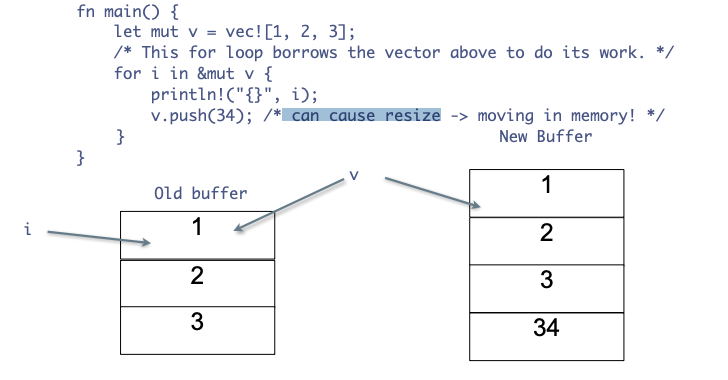 fn main() {
let mut v = vec![1, 2, 3];
/* This for loop borrows the vector above to do its work. */
for i in &mut v {
println!("{}", i);
v.push(34); /* can cause resize -> moving in memory! */
}
New Buffer
}
Old buffer
v
i
1
2
3
1
2
3
34